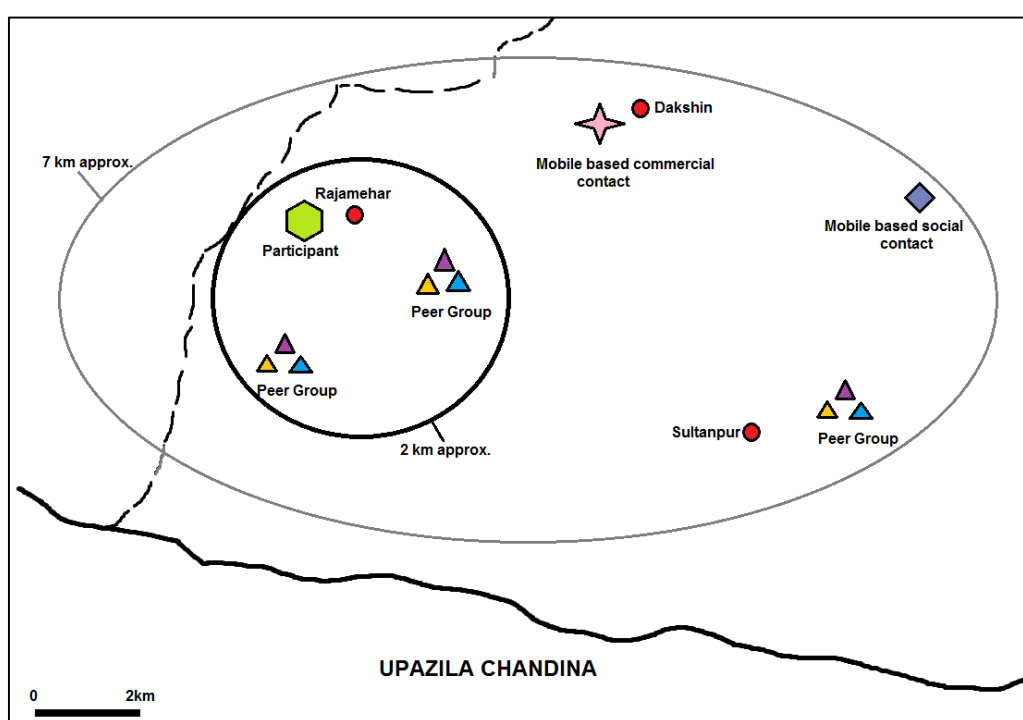 Dakshin
Mobile based commercial
contact
7 km approx.
Rajamehar
Participant
Mobile based social
contact
Peer Group
Peer Group
Sultanpur
Peer Group
2 km approx.
UPAZILA CHANDINA
0 2km